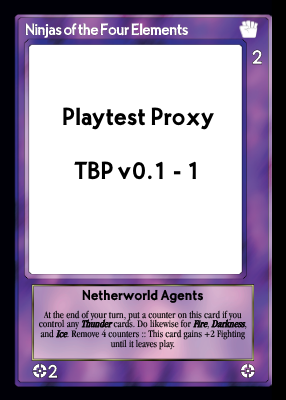 Ninjas of the Four Elements
2
Playtest Proxy
TBP v0.1 - 1
Netherworld Agents
At the end of your turn, put a counter on this card if you
control any Thunder cards. Do likewise for Fire, Darkness,
and Ice. Remove 4 counters :: This card gains +2 Fighting
until it leaves play.
2